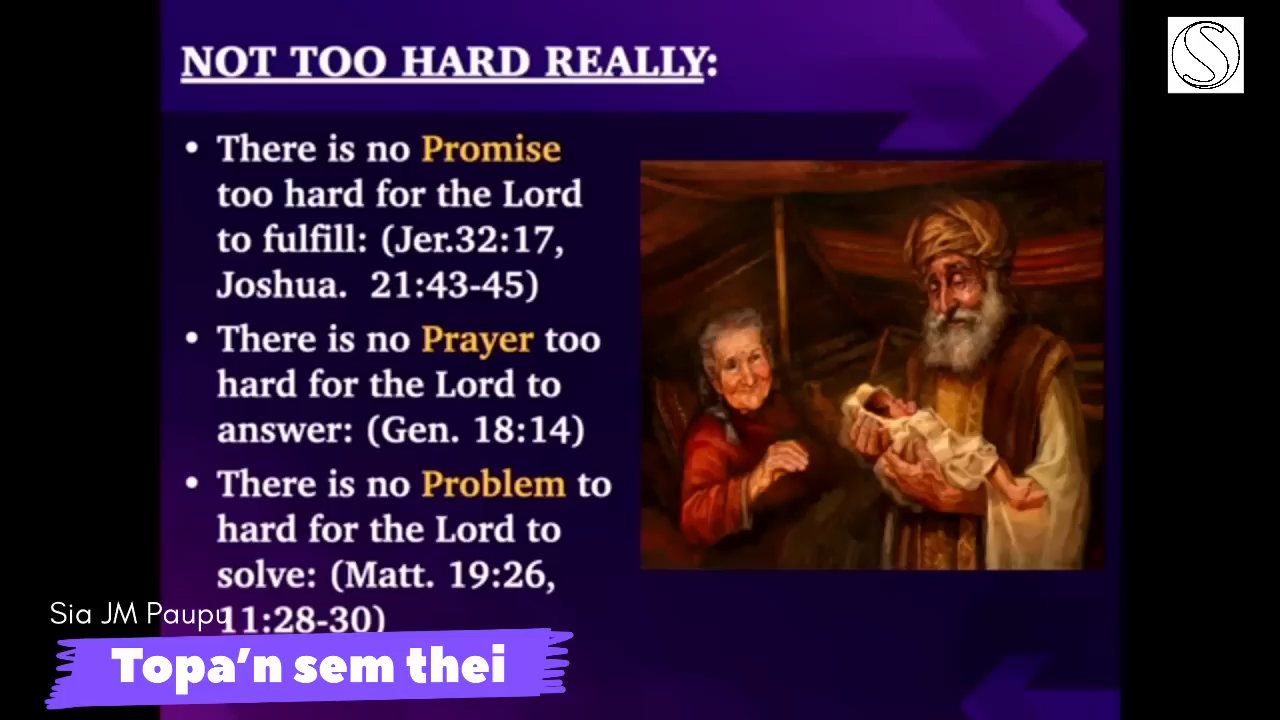 NOT TOO HARD REALLY:
• There is no Promise
too hard for the Lord
to fulfill: (Jer.32:17,
Joshua. 21:43-45)
• There is no Prayer too
hard for the Lord to
answer: (Gen. 18:14)
• There is no Problem to
hard for the Lord to
solve: (Matt. 19:26,
11:28-30)
Sia JM Paupu
Topa’n sem thei
S